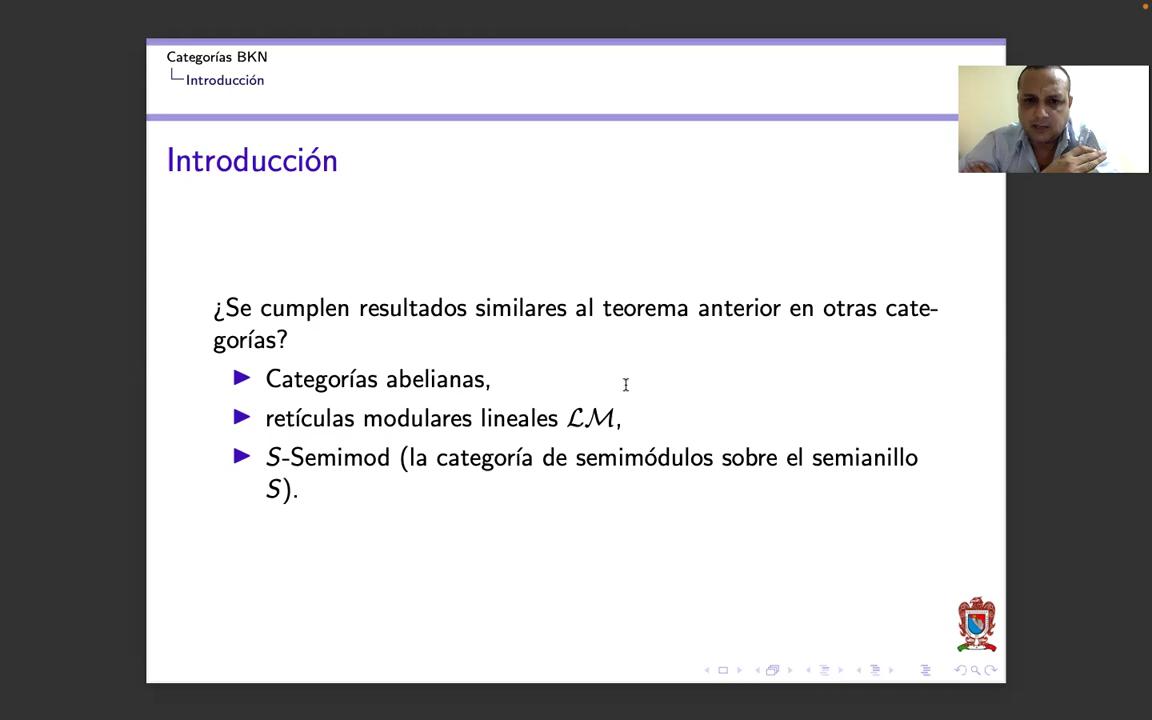 Categorías BKN
Introducción
Introducción
¿Se cumplen resultados similares al teorema anterior en otras cate-
gorías?
Categorías abelianas,
retículas modulares lineales ℒℳ,
S-Semimod (la categoría de semimódulos sobre el semianillo
S).